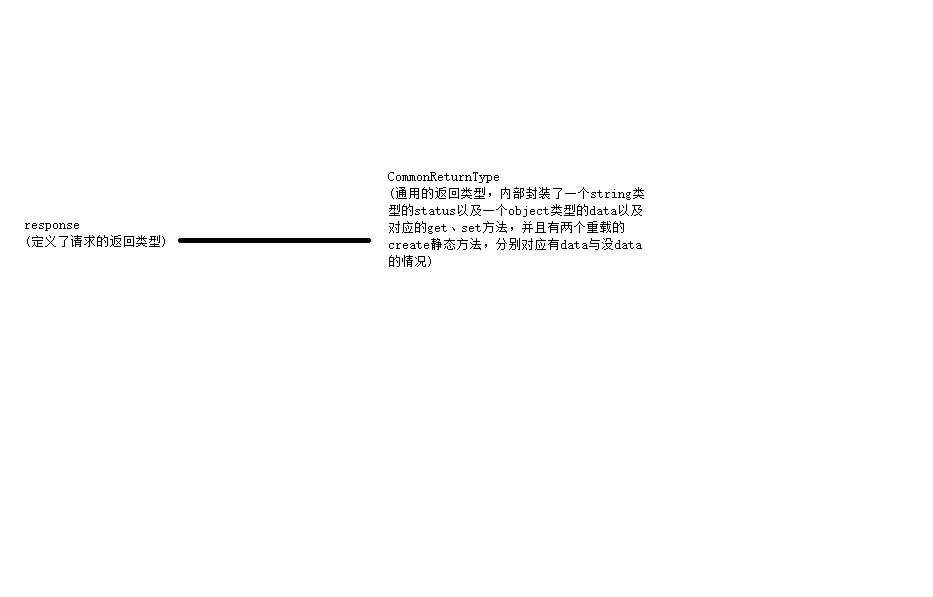 response
(定义了请求的返回类型)
CommonReturnType
(通用的返回类型，内部封装了一个string类
型的status以及一个object类型的data以及
对应的get、set方法，并且有两个重载的
create静态方法，分别对应有data与没data
的情况)